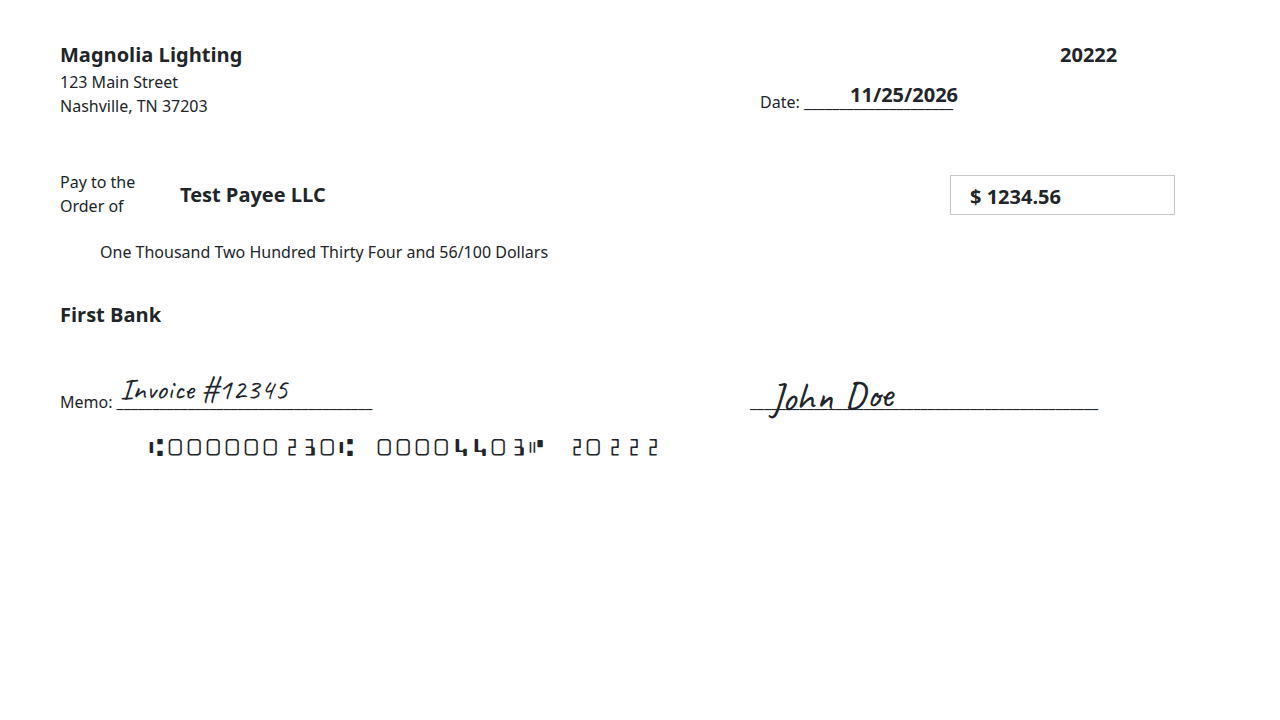 Magnolia Lighting
20222
123 Main Street
Nashville, TN 37203
Date: 11/25/2026
Pay to the
Order of
Test Payee LLC
$ 1234.56
One Thousand Two Hundred Thirty Four and 56/100 Dollars
First Bank
Memo: Invoice #12345
John Doe
⑆000000230⑆ 00004403⑈ 20222